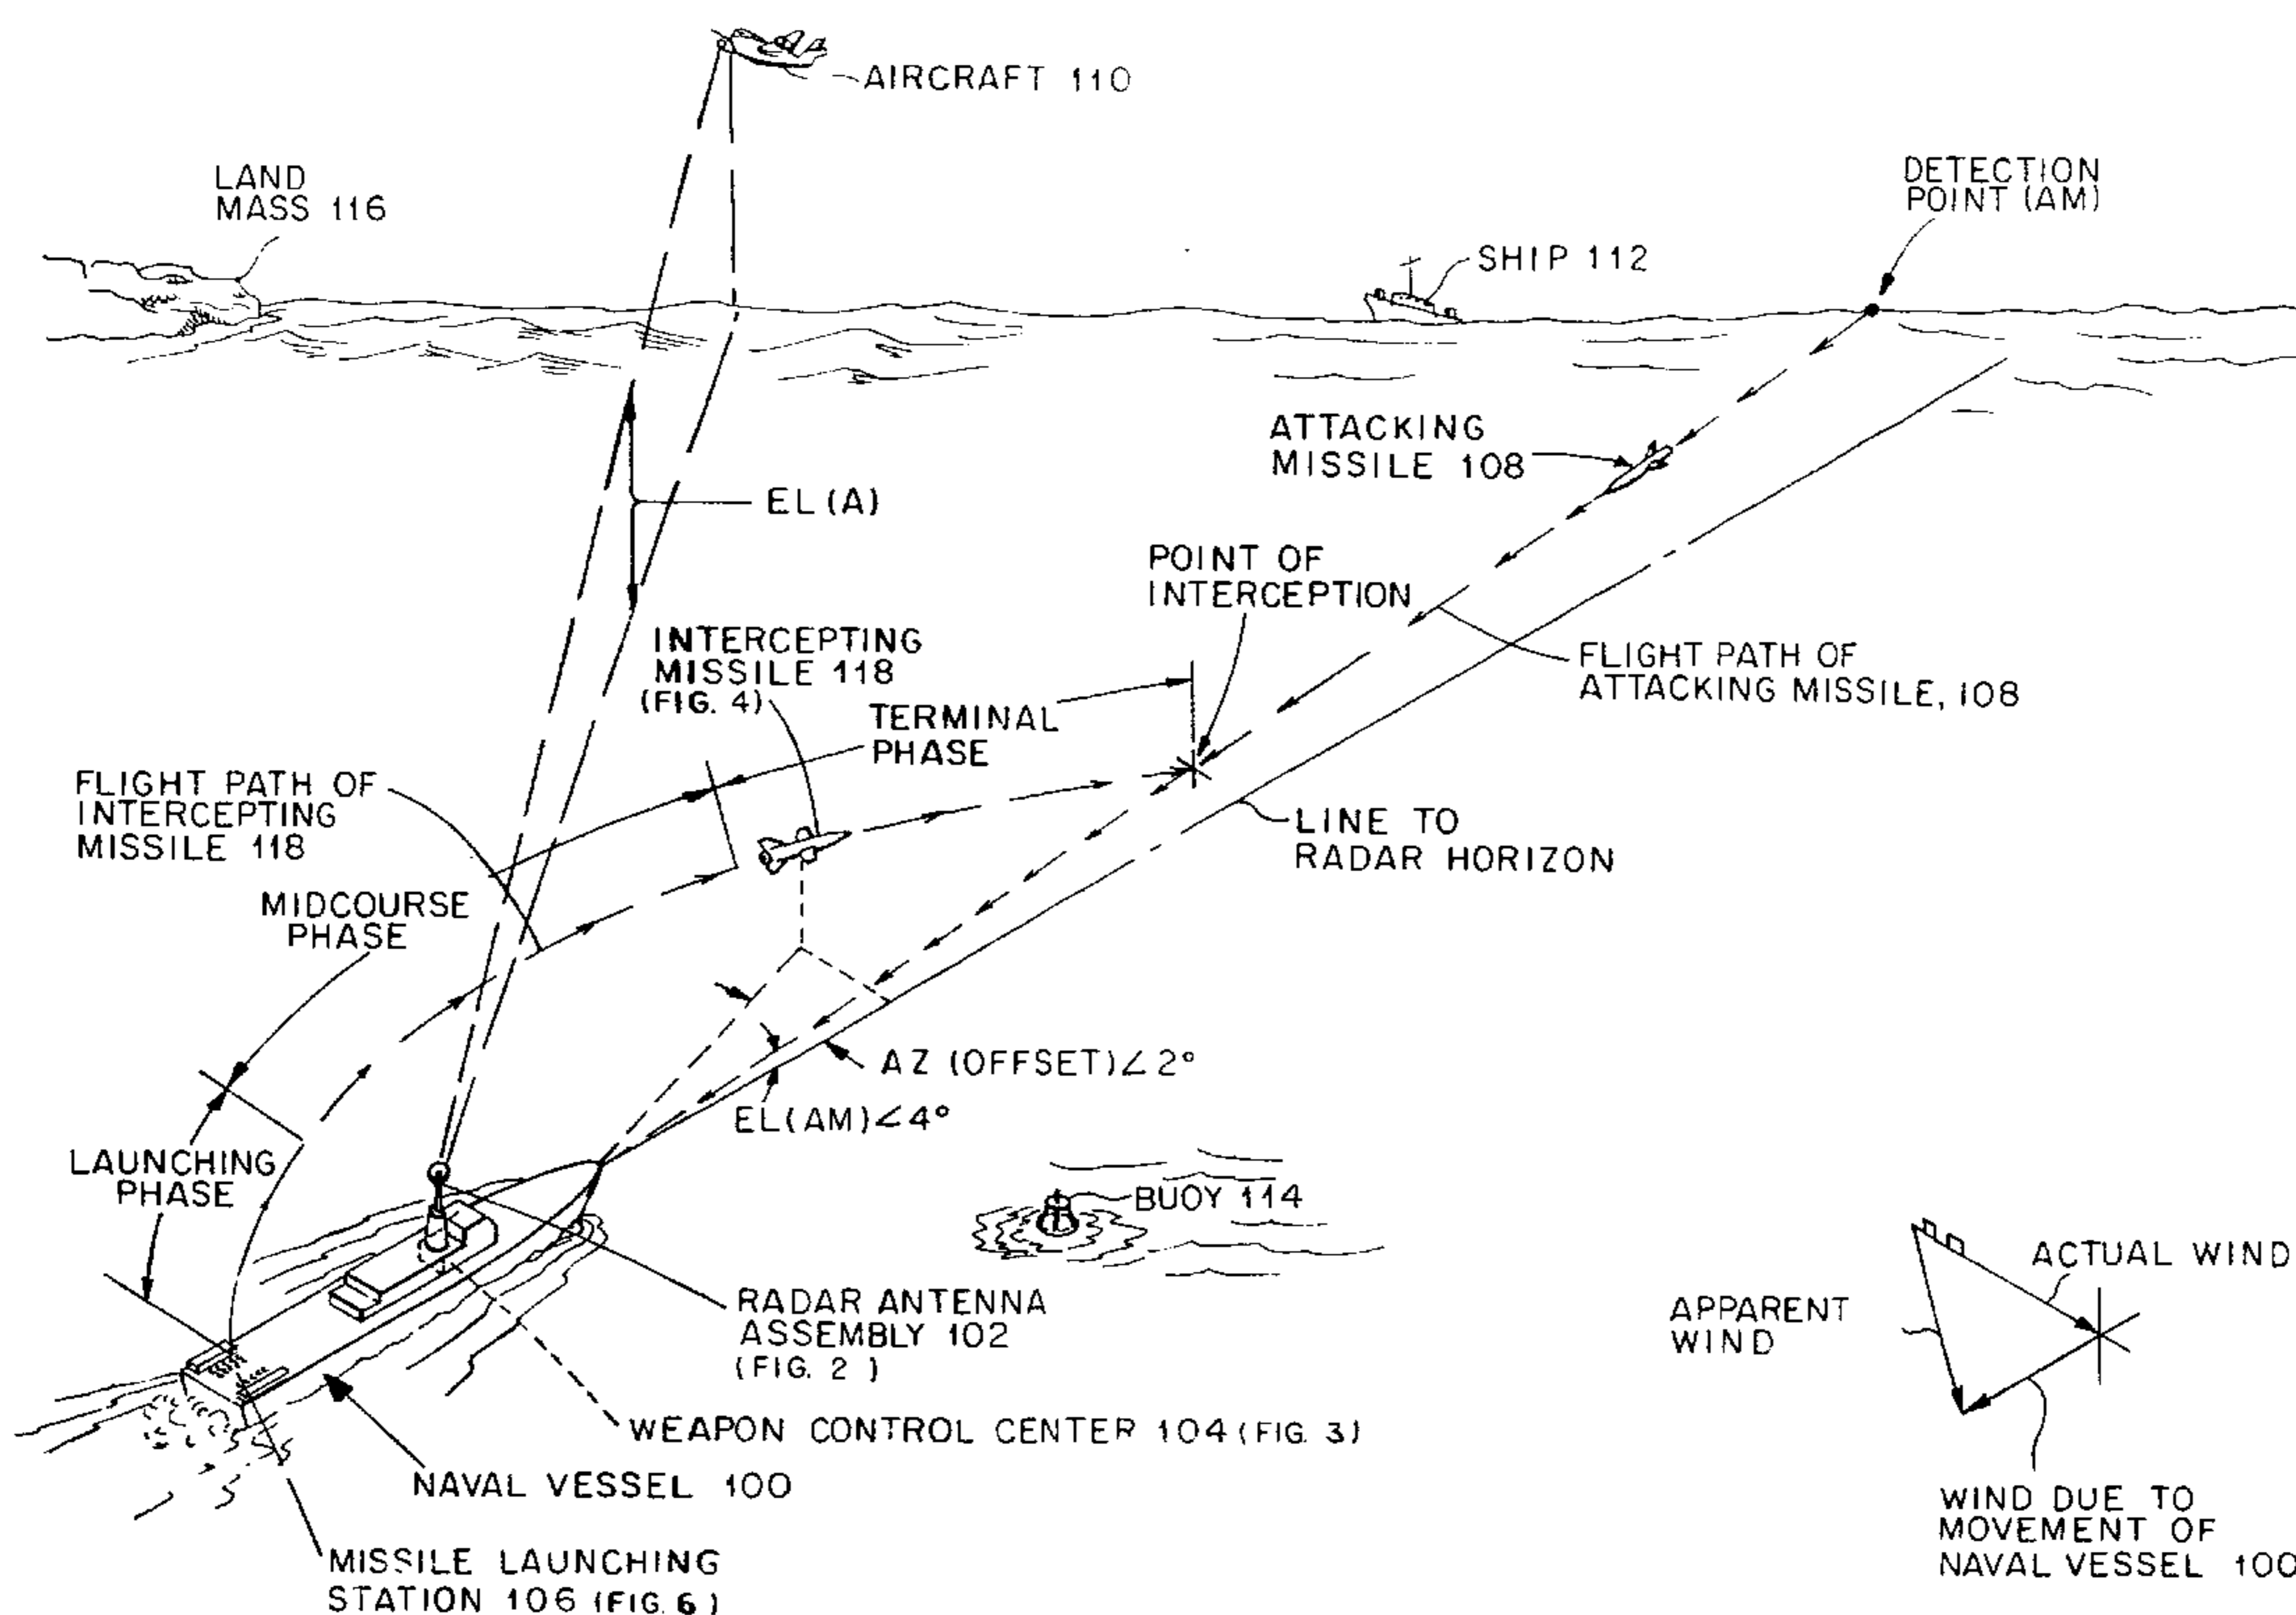 AIRCRAFT 110
LAND
MASS 116
DETECTION
POINT (AM)
SHIP 112
ATTACKING
MISSILE 108
EL (A)
POINT OF
INTERCEPTION
INTERCEPTING
MISSILE 118
(FIG. 4)
FLIGHT PATH OF
ATTACKING MISSILE, 108
TERMINAL
PHASE
FLIGHT PATH OF
INTERCEPTING
MISSILE 118
LINE TO
RADAR HORIZON
MIDCOURSE
PHASE
AZ (OFFSET)∠2°
EL(AM)∠4°
LAUNCHING
PHASE
BUOY 114
ACTUAL WIND
RADAR ANTENNA
ASSEMBLY 102
(FIG. 2 )
APPARENT
WIND
WEAPON CONTROL CENTER 104 (FIG. 3)
NAVAL VESSEL 100
WIND DUE TO
MOVEMENT OF
NAVAL VESSEL 100
MISSILE LAUNCHING
STATION 106 (FIG. 6 )